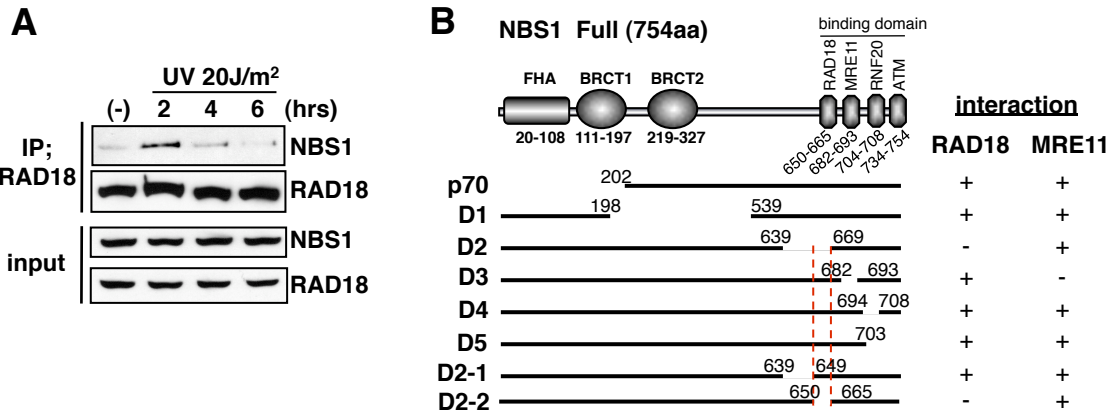 A
UV 20J/m2
(-) 2 4 6 (hrs)
IP;
RAD18
NBS1
RAD18
input
NBS1
RAD18
B
NBS1 Full (754aa)
binding domain
RAD18
MRE11
RNF20
ATM
FHA BRCT1 BRCT2
20-108 111-197 219-327
650-665
682-693
704-708
734-754
interaction
RAD18 MRE11
p70 202 + +
D1 198 539 + +
D2 639 669 - +
D3 682 693 + -
D4 694 708 + +
D5 703 + +
D2-1 639 649 + +
D2-2 650 665 - +